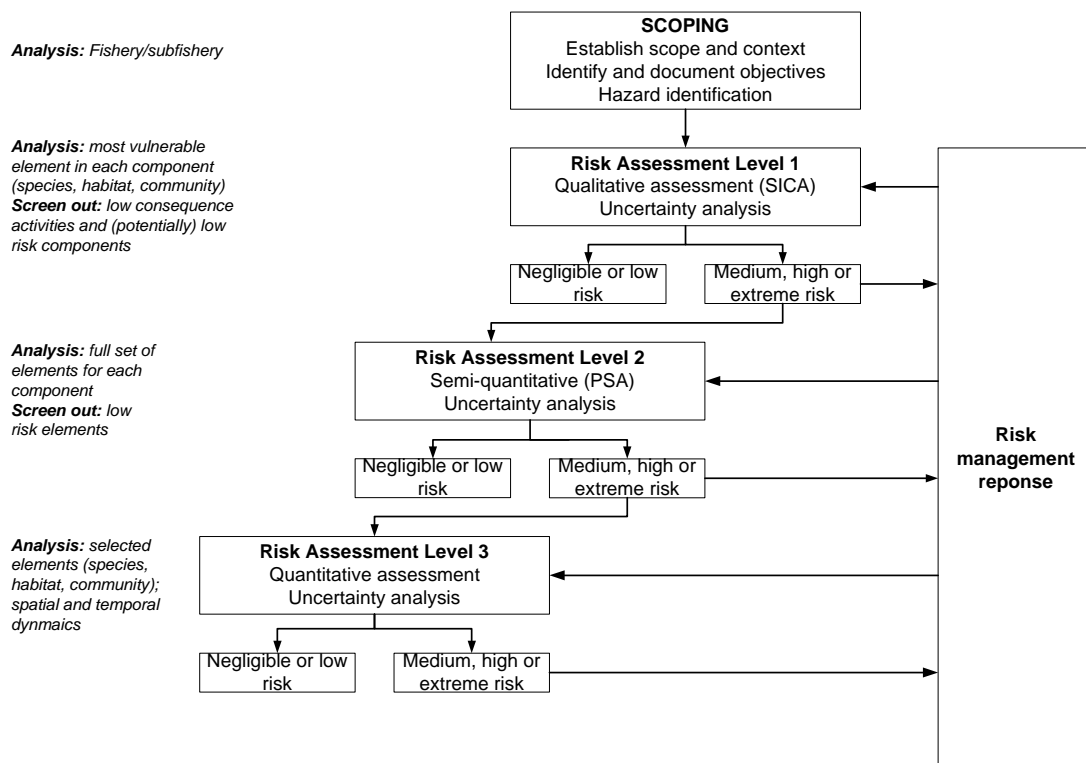 SCOPING
Establish scope and context
Identify and document objectives
Hazard identification
Analysis: Fishery/subfishery
Analysis: most vulnerable
element in each component
(species, habitat, community)
Screen out: low consequence
activities and (potentially) low
risk components
Risk Assessment Level 1
Qualitative assessment (SICA)
Uncertainty analysis
Negligible or low
risk
Medium, high or
extreme risk
Analysis: full set of
elements for each
component
Screen out: low
risk elements
Risk Assessment Level 2
Semi-quantitative (PSA)
Uncertainty analysis
Negligible or low
risk
Medium, high or
extreme risk
Risk
management
reponse
Analysis: selected
elements (species,
habitat, community);
spatial and temporal
dynmaics
Risk Assessment Level 3
Quantitative assessment
Uncertainty analysis
Negligible or low
risk
Medium, high or
extreme risk